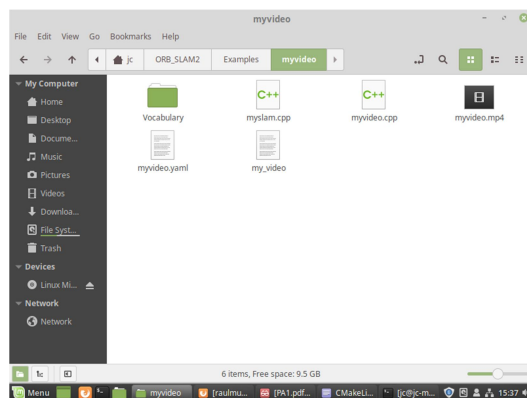 myvideo
File Edit View Go Bookmarks Help
jc ORB_SLAM2 Examples myvideo
My Computer
Home
Desktop
Docume...
Music
Pictures
Videos
Downloa...
File Syst...
Trash
Devices
Linux Mi...
Network
Network
Vocabulary
C++
myslam.cpp
C++
myvideo.cpp
myvideo.mp4
myvideo.yaml
my_video
6 items, Free space: 9.5 GB
Menu myvideo [raulmu... [PA1.pdf... CMakeLi... [jc@jc-m... 15:37